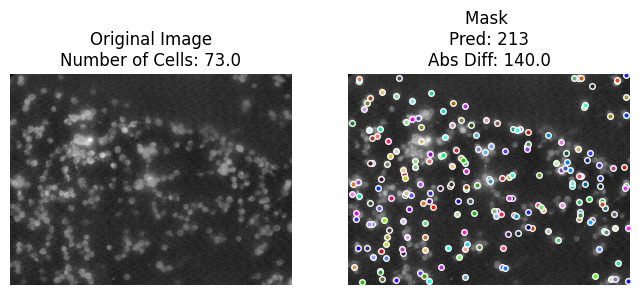 Original Image
Number of Cells: 73.0
Mask
Pred: 213
Abs Diff: 140.0